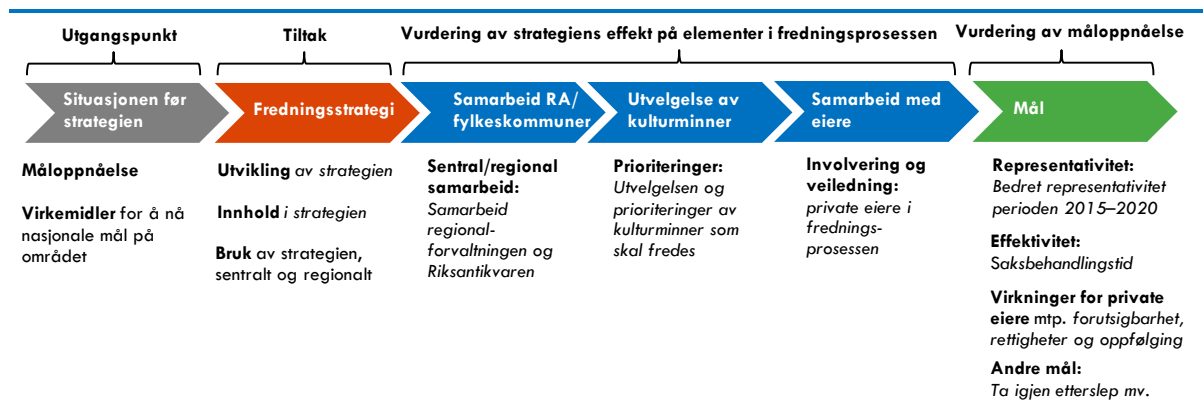 Utgangspunkt
Tiltak
Vurdering av strategiens effekt på elementer i fredningsprosessen
Vurdering av måloppnåelse
Situasjonen før
strategien
Fredningsstrategi
Samarbeid RA/
fylkeskommuner
Utvelgelse av
kulturminner
Samarbeid med
eiere
Mål
Måloppnåelse
Virkemidler for å nå
nasjonale mål på
området
Utvikling av strategien
Innhold i strategien
Bruk av strategien,
sentralt og regionalt
Sentral/regional
samarbeid:
Samarbeid
regional-
forvaltningen og
Riksantikvaren
Prioriteringer:
Utvelgelsen og
prioriteringer av
kulturminner som
skal fredes
Involvering og
veiledning:
private eiere i
frednings-
prosessen
Representativitet:
Bedret representativitet
perioden 2015–2020
Effektivitet:
Saksbehandlingstid
Virkninger for private
eiere mtp. forutsigbarhet,
rettigheter og oppfølging
Andre mål:
Ta igjen etterslep mv.